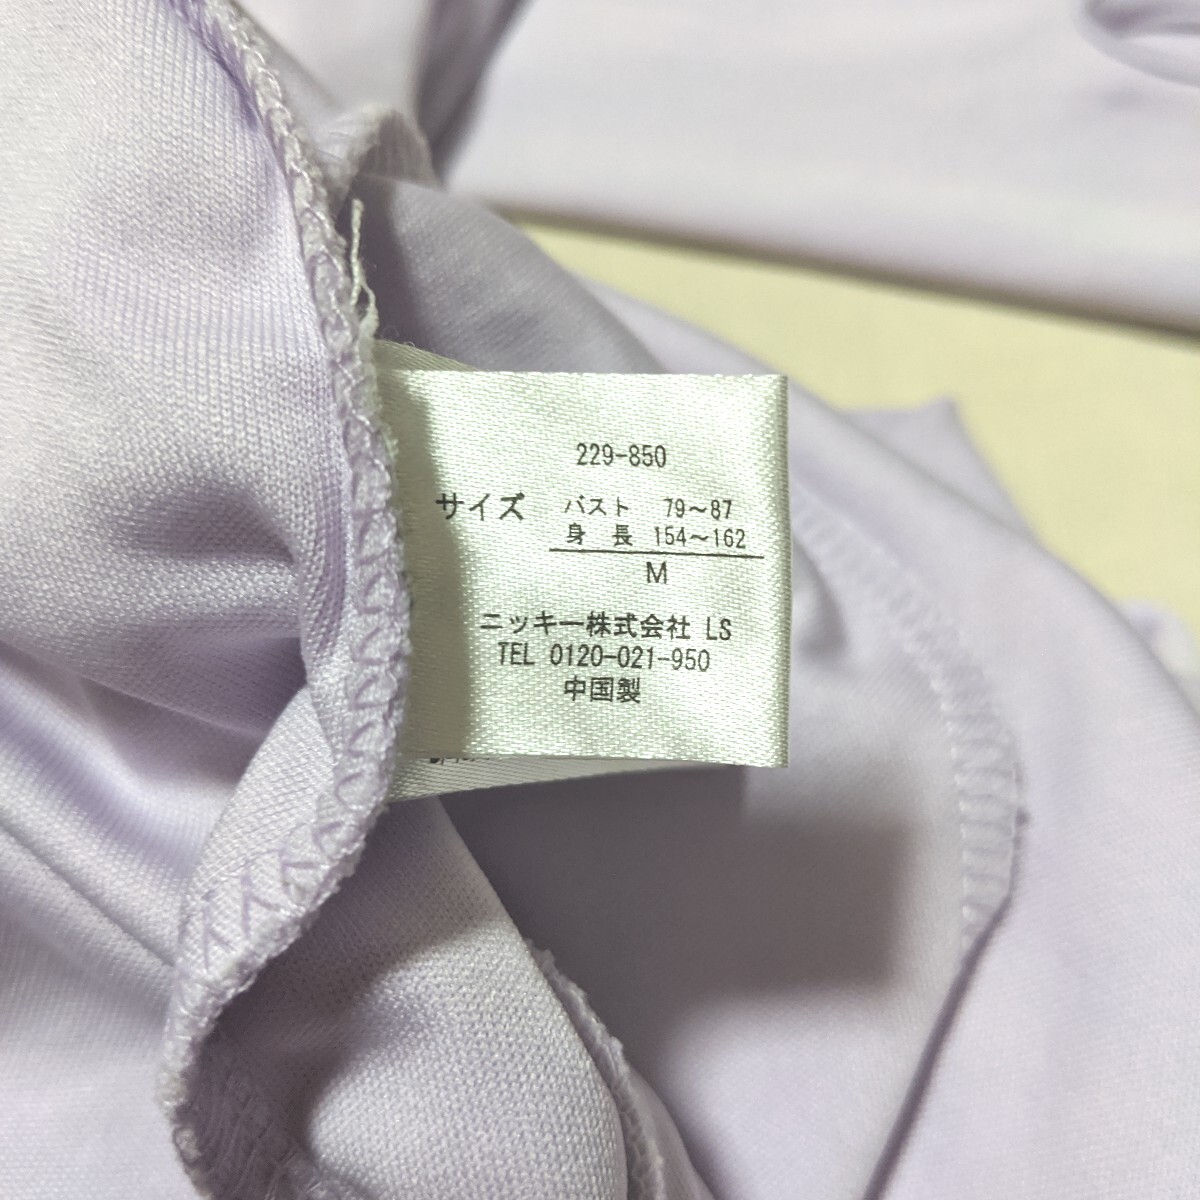 229-850
サイズ バスト 79～87
身長 154～162
M
ニッキー株式会社 LS
TEL 0120-021-950
中国製